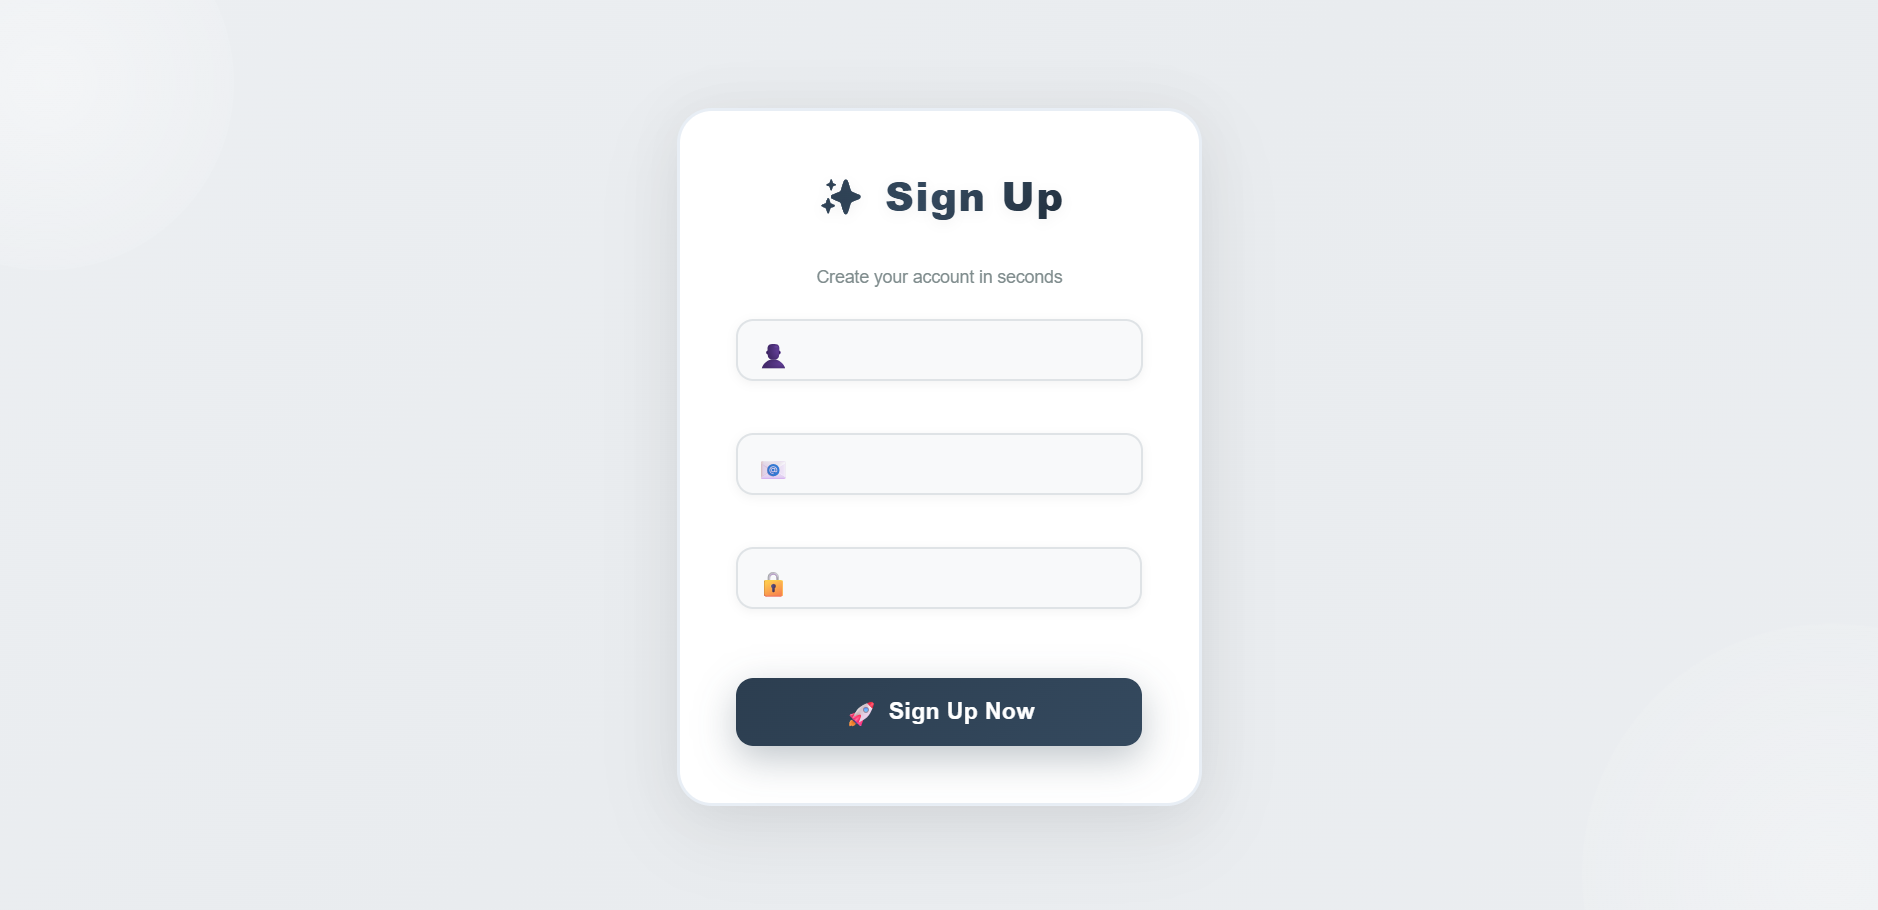 ✨ Sign Up
Create your account in seconds
👤
📧
🔒
🚀 Sign Up Now